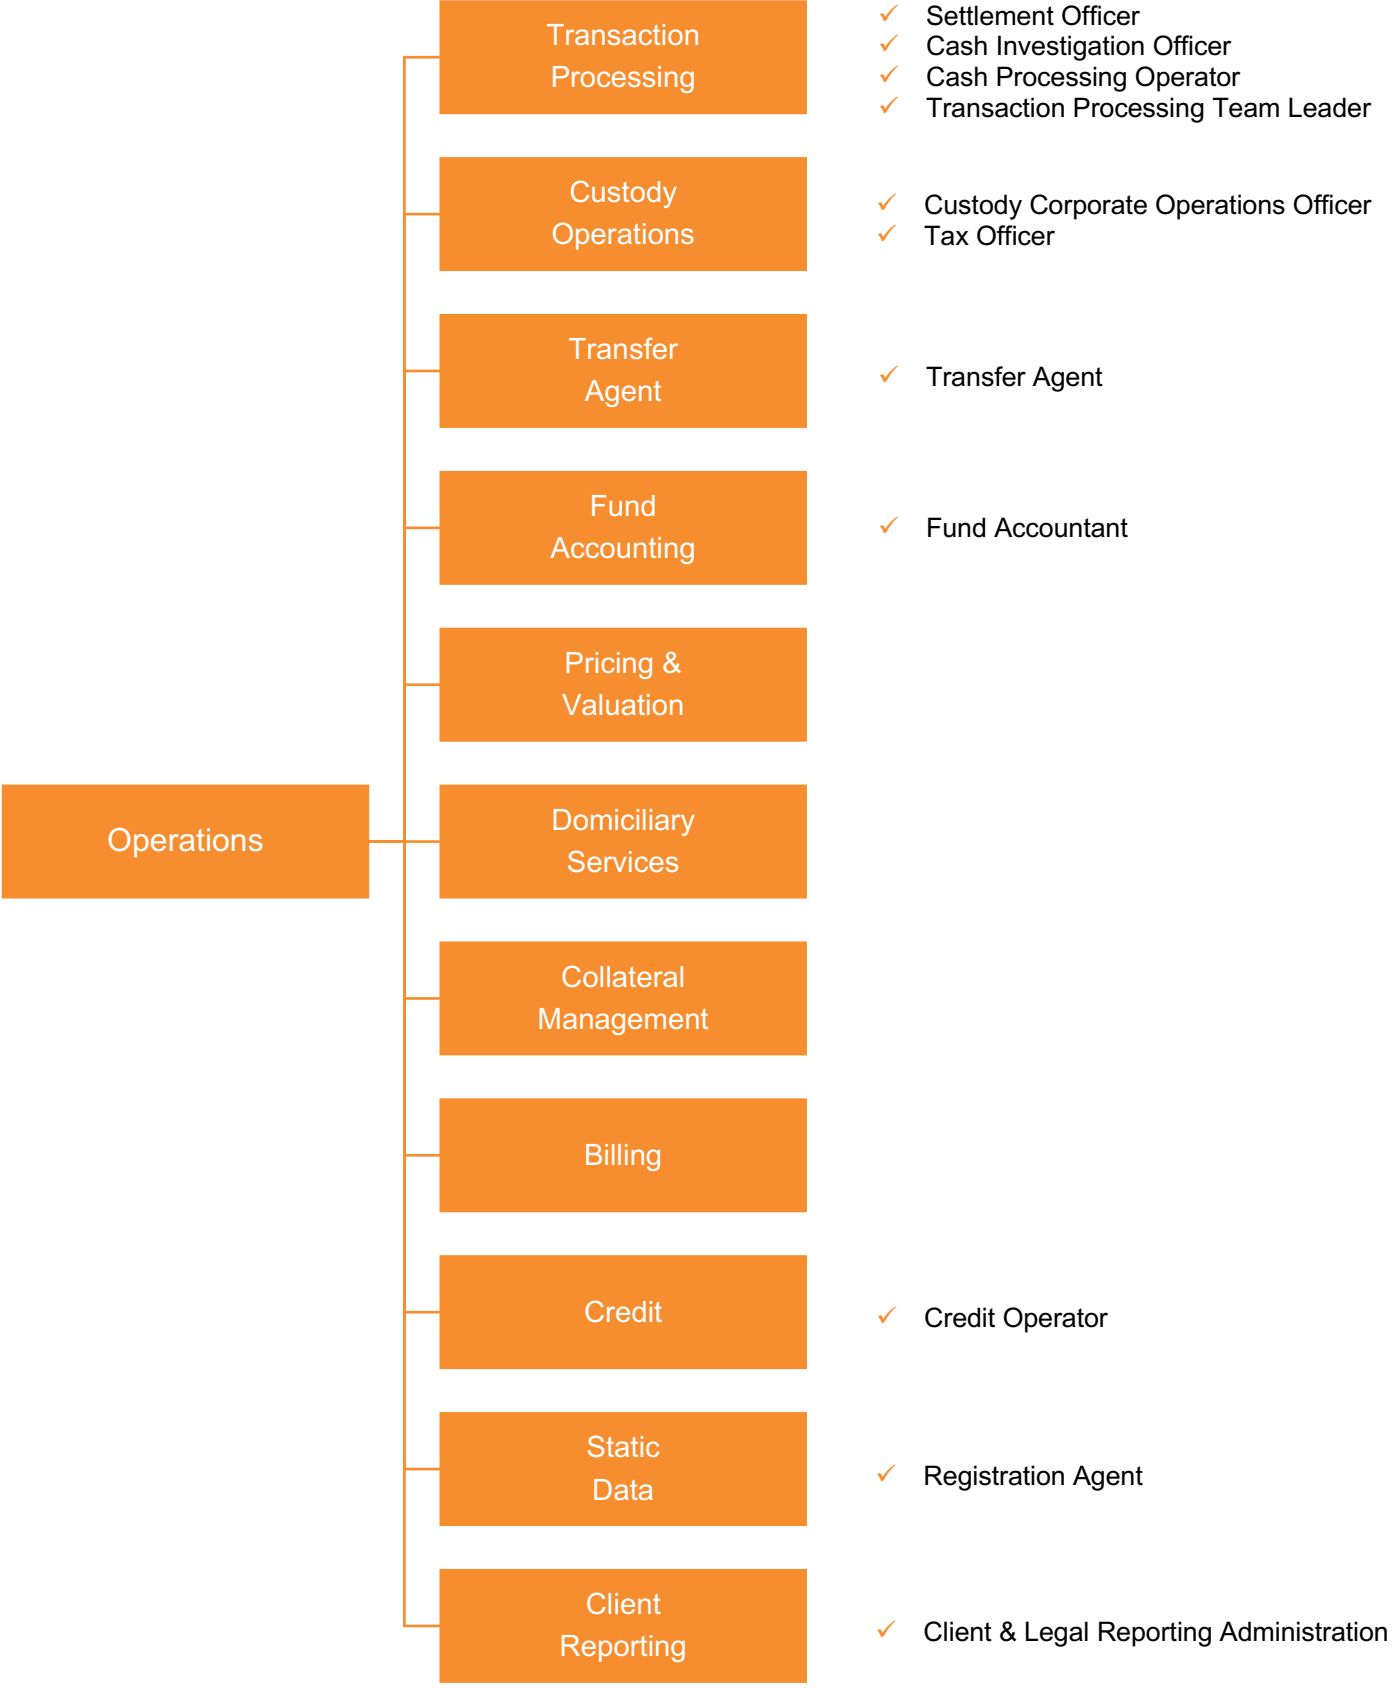 Transaction
Processing
✓ Settlement Officer
✓ Cash Investigation Officer
✓ Cash Processing Operator
✓ Transaction Processing Team Leader
Custody
Operations
✓ Custody Corporate Operations Officer
✓ Tax Officer
Transfer
Agent
✓ Transfer Agent
Fund
Accounting
✓ Fund Accountant
Pricing &
Valuation
Operations
Domiciliary
Services
Collateral
Management
Billing
Credit
✓ Credit Operator
Static
Data
✓ Registration Agent
Client
Reporting
✓ Client & Legal Reporting Administration